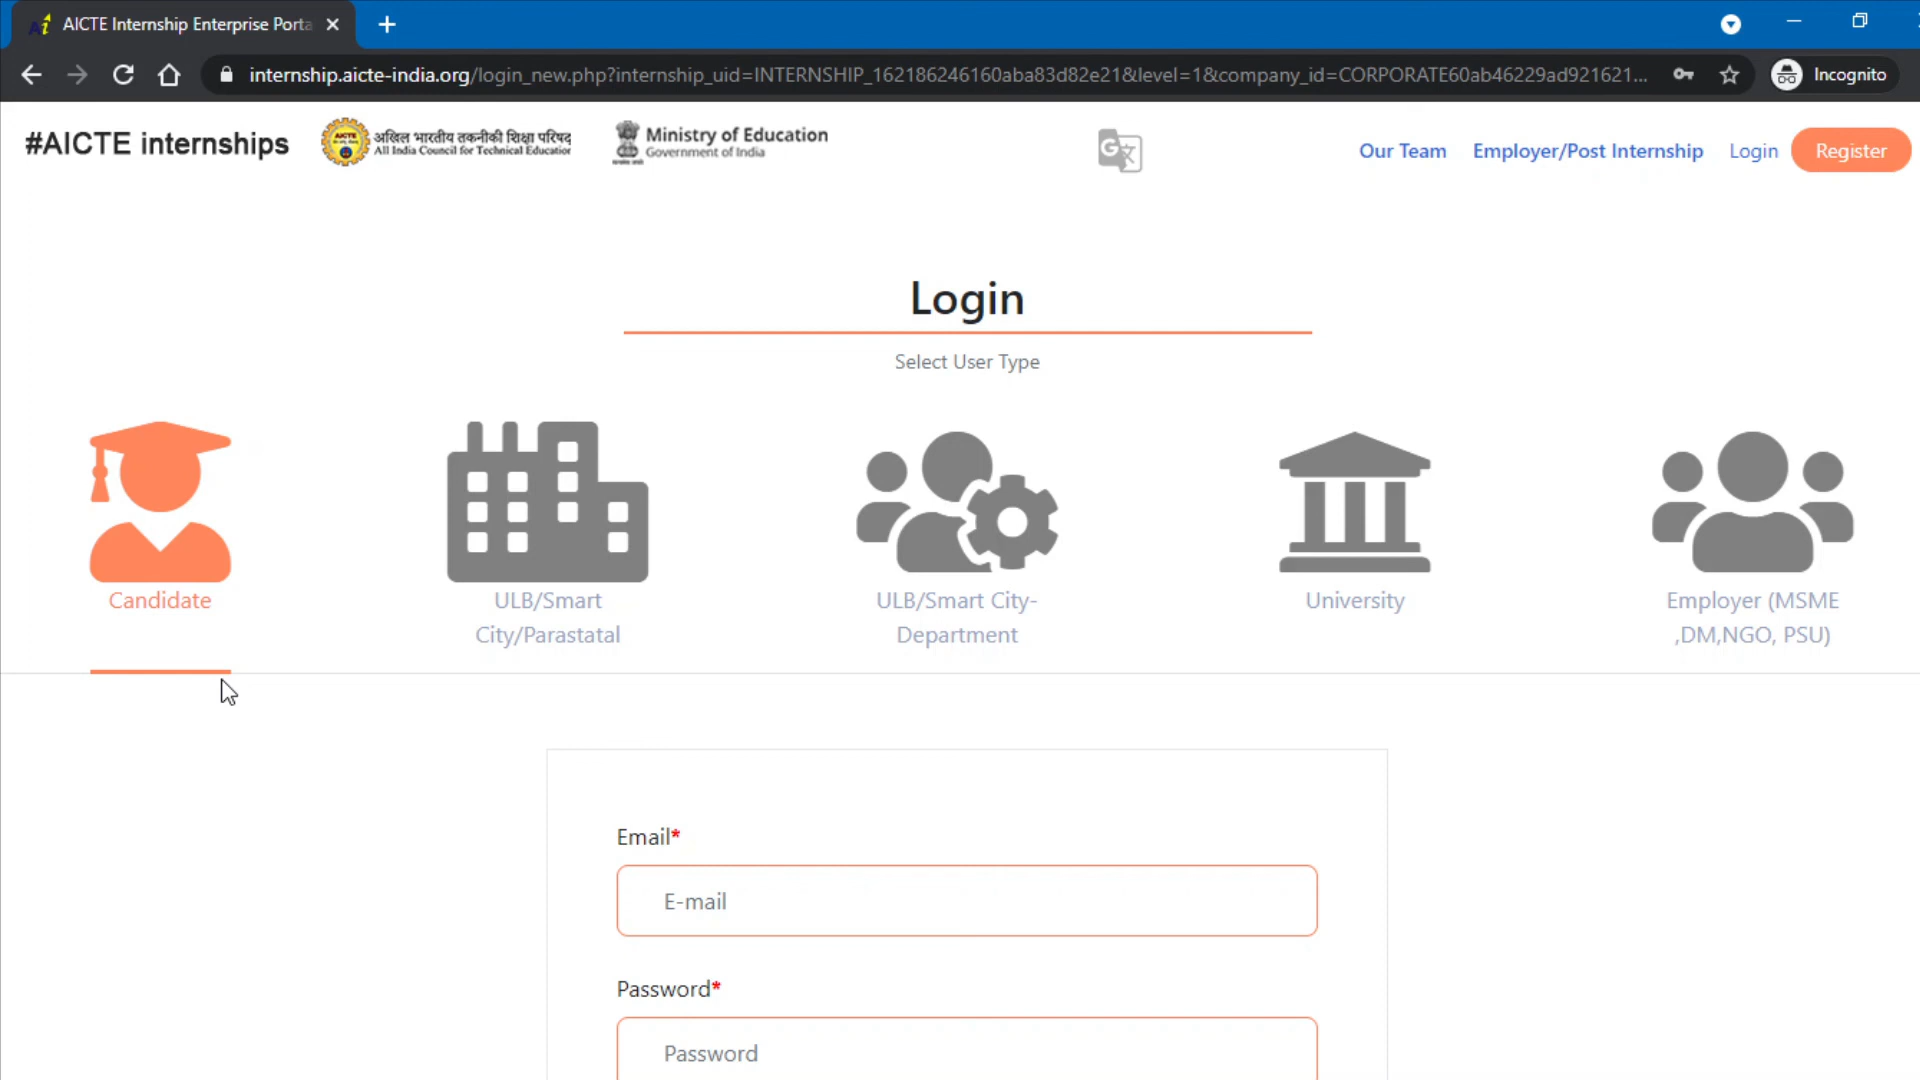 AICTE Internship Enterprise Porta
internship.aicte-india.org/login_new.php?internship_uid=INTERNSHIP_162186246160aba83d82e21&level=1&company_id=CORPORATE60ab46229ad921621...
Incognito
#AICTE internships
AICTE
अखिल भारतीय तकनीकी शिक्षा परिषद
All India Council for Technical Education
Ministry of Education
Government of India
Our Team
Employer/Post Internship
Login
Register
Login
Select User Type
Candidate
ULB/Smart
City/Parastatal
ULB/Smart City-
Department
University
Employer (MSME
,DM,NGO, PSU)
Email*
E-mail
Password*
Password